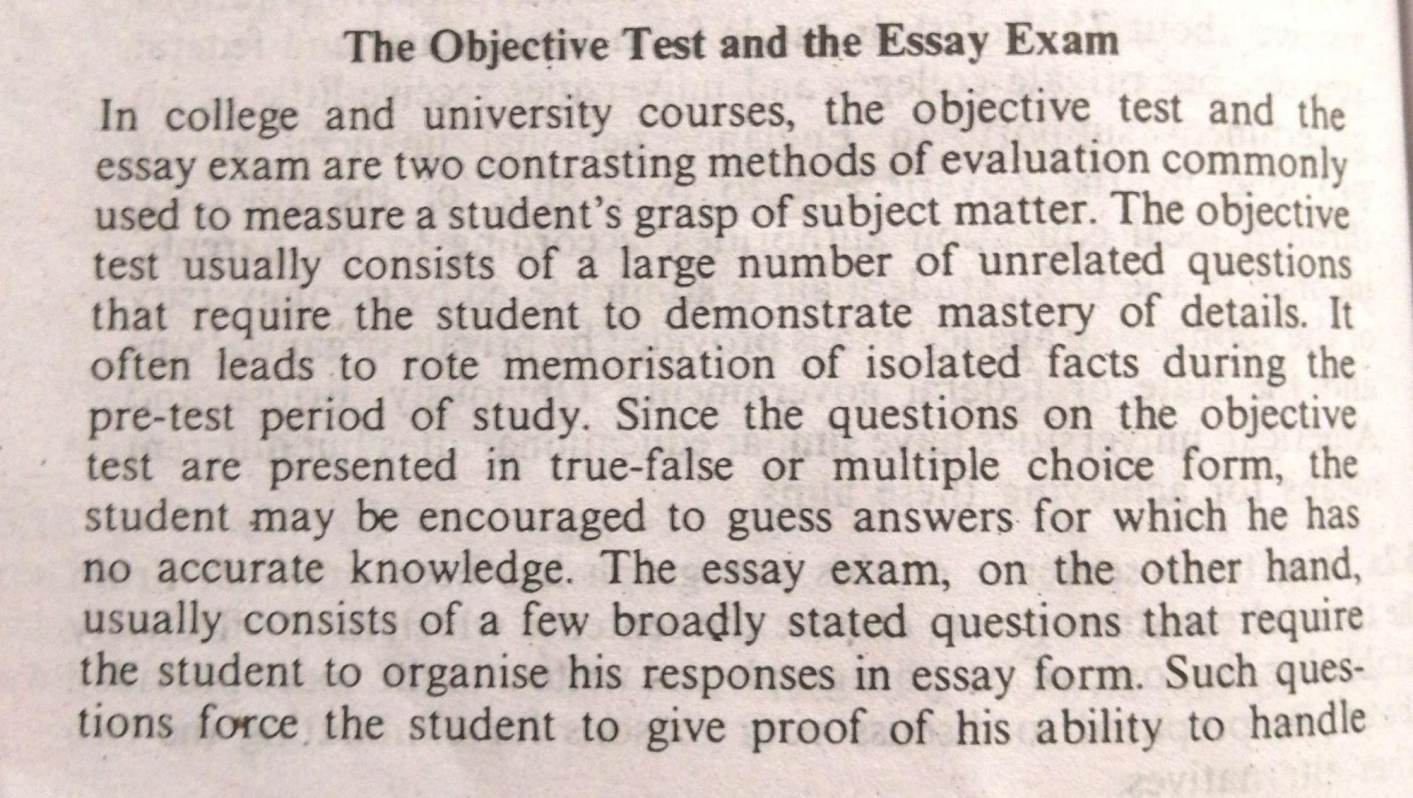 The Objective Test and the Essay Exam
In college and university courses, the objective test and the
essay exam are two contrasting methods of evaluation commonly
used to measure a student's grasp of subject matter. The objective
test usually consists of a large number of unrelated questions
that require the student to demonstrate mastery of details. It
often leads to rote memorisation of isolated facts during the
pre-test period of study. Since the questions on the objective
test are presented in true-false or multiple choice form, the
student may be encouraged to guess answers for which he has
no accurate knowledge. The essay exam, on the other hand,
usually consists of a few broadly stated questions that require
the student to organise his responses in essay form. Such ques-
tions force the student to give proof of his ability to handle